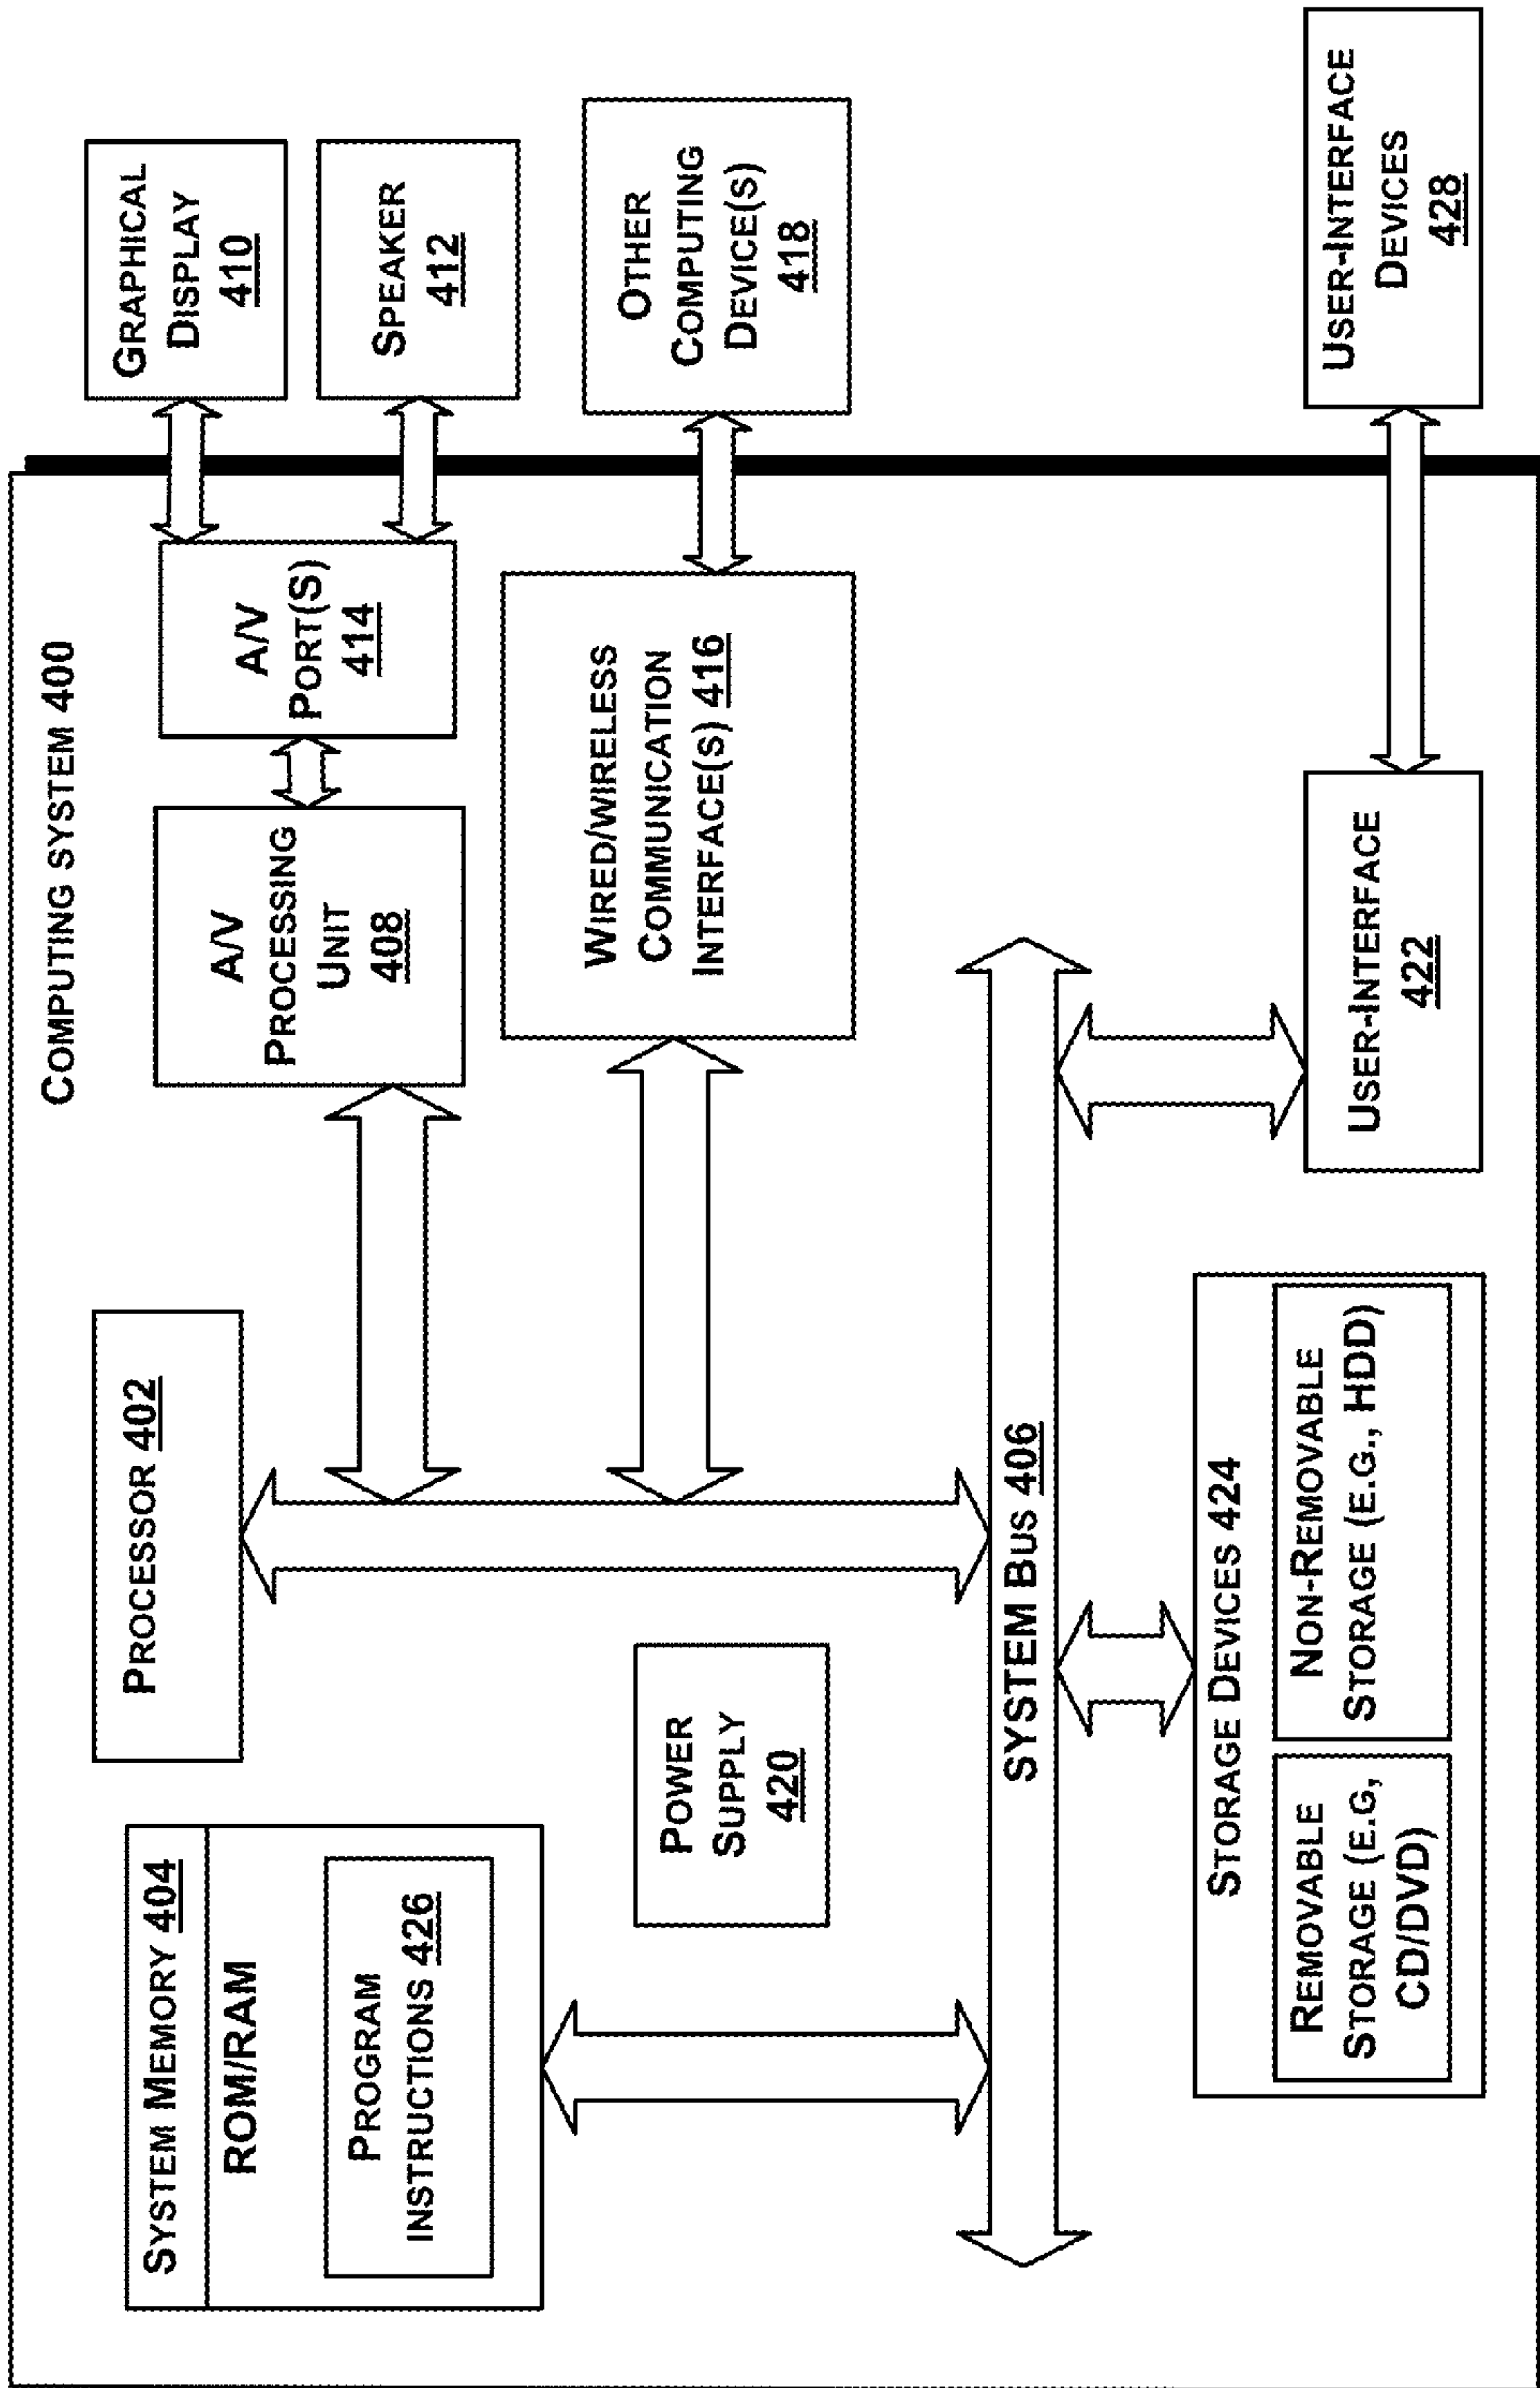 COMPUTING SYSTEM 400
SYSTEM MEMORY 404
ROM/RAM
PROGRAM
INSTRUCTIONS 426
PROCESSOR 402
A/V
PROCESSING
UNIT
408
A/V
PORT(S)
414
GRAPHICAL
DISPLAY
410
SPEAKER
412
WIRED/WIRELESS
COMMUNICATION
INTERFACE(S) 416
OTHER
COMPUTING
DEVICE(S)
418
POWER
SUPPLY
420
SYSTEM BUS 406
STORAGE DEVICES 424
REMOVABLE
STORAGE (E.G,
CD/DVD)
NON-REMOVABLE
STORAGE (E.G., HDD)
USER-INTERFACE
422
USER-INTERFACE
DEVICES
428